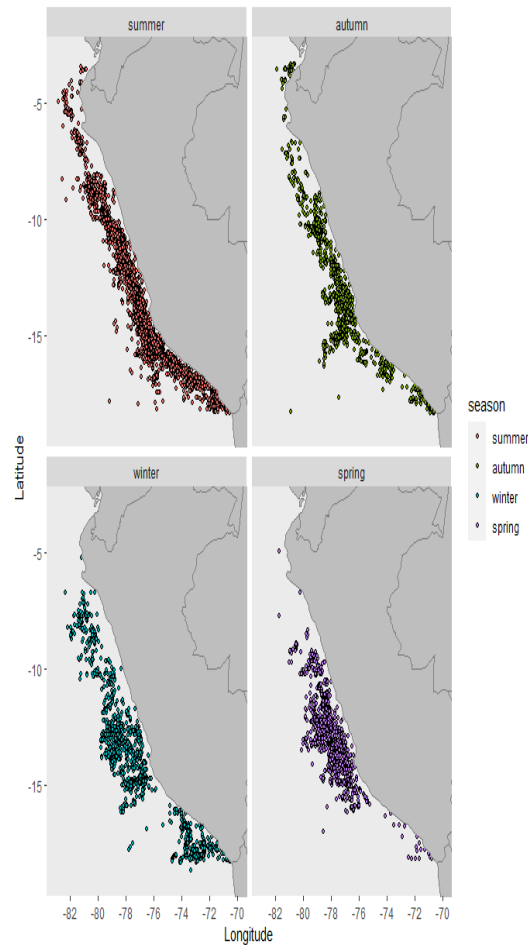 summer autumn
-5
-10
-15
winter spring
-5
-10
-15
-82 -80 -78 -76 -74 -72 -70 -82 -80 -78 -76 -74 -72 -70
Longitude
Latitude
season
summer
autumn
winter
spring